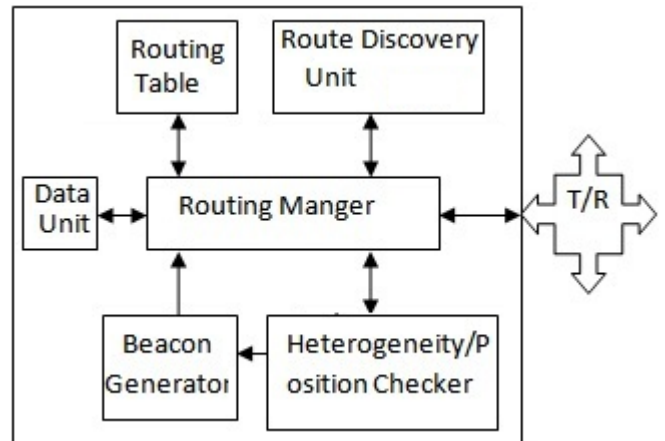 Routing
Table
Route Discovery
Unit
Data
Unit
Routing Manger
T/R
Beacon
Generator
Heterogeneity/P
osition Checker